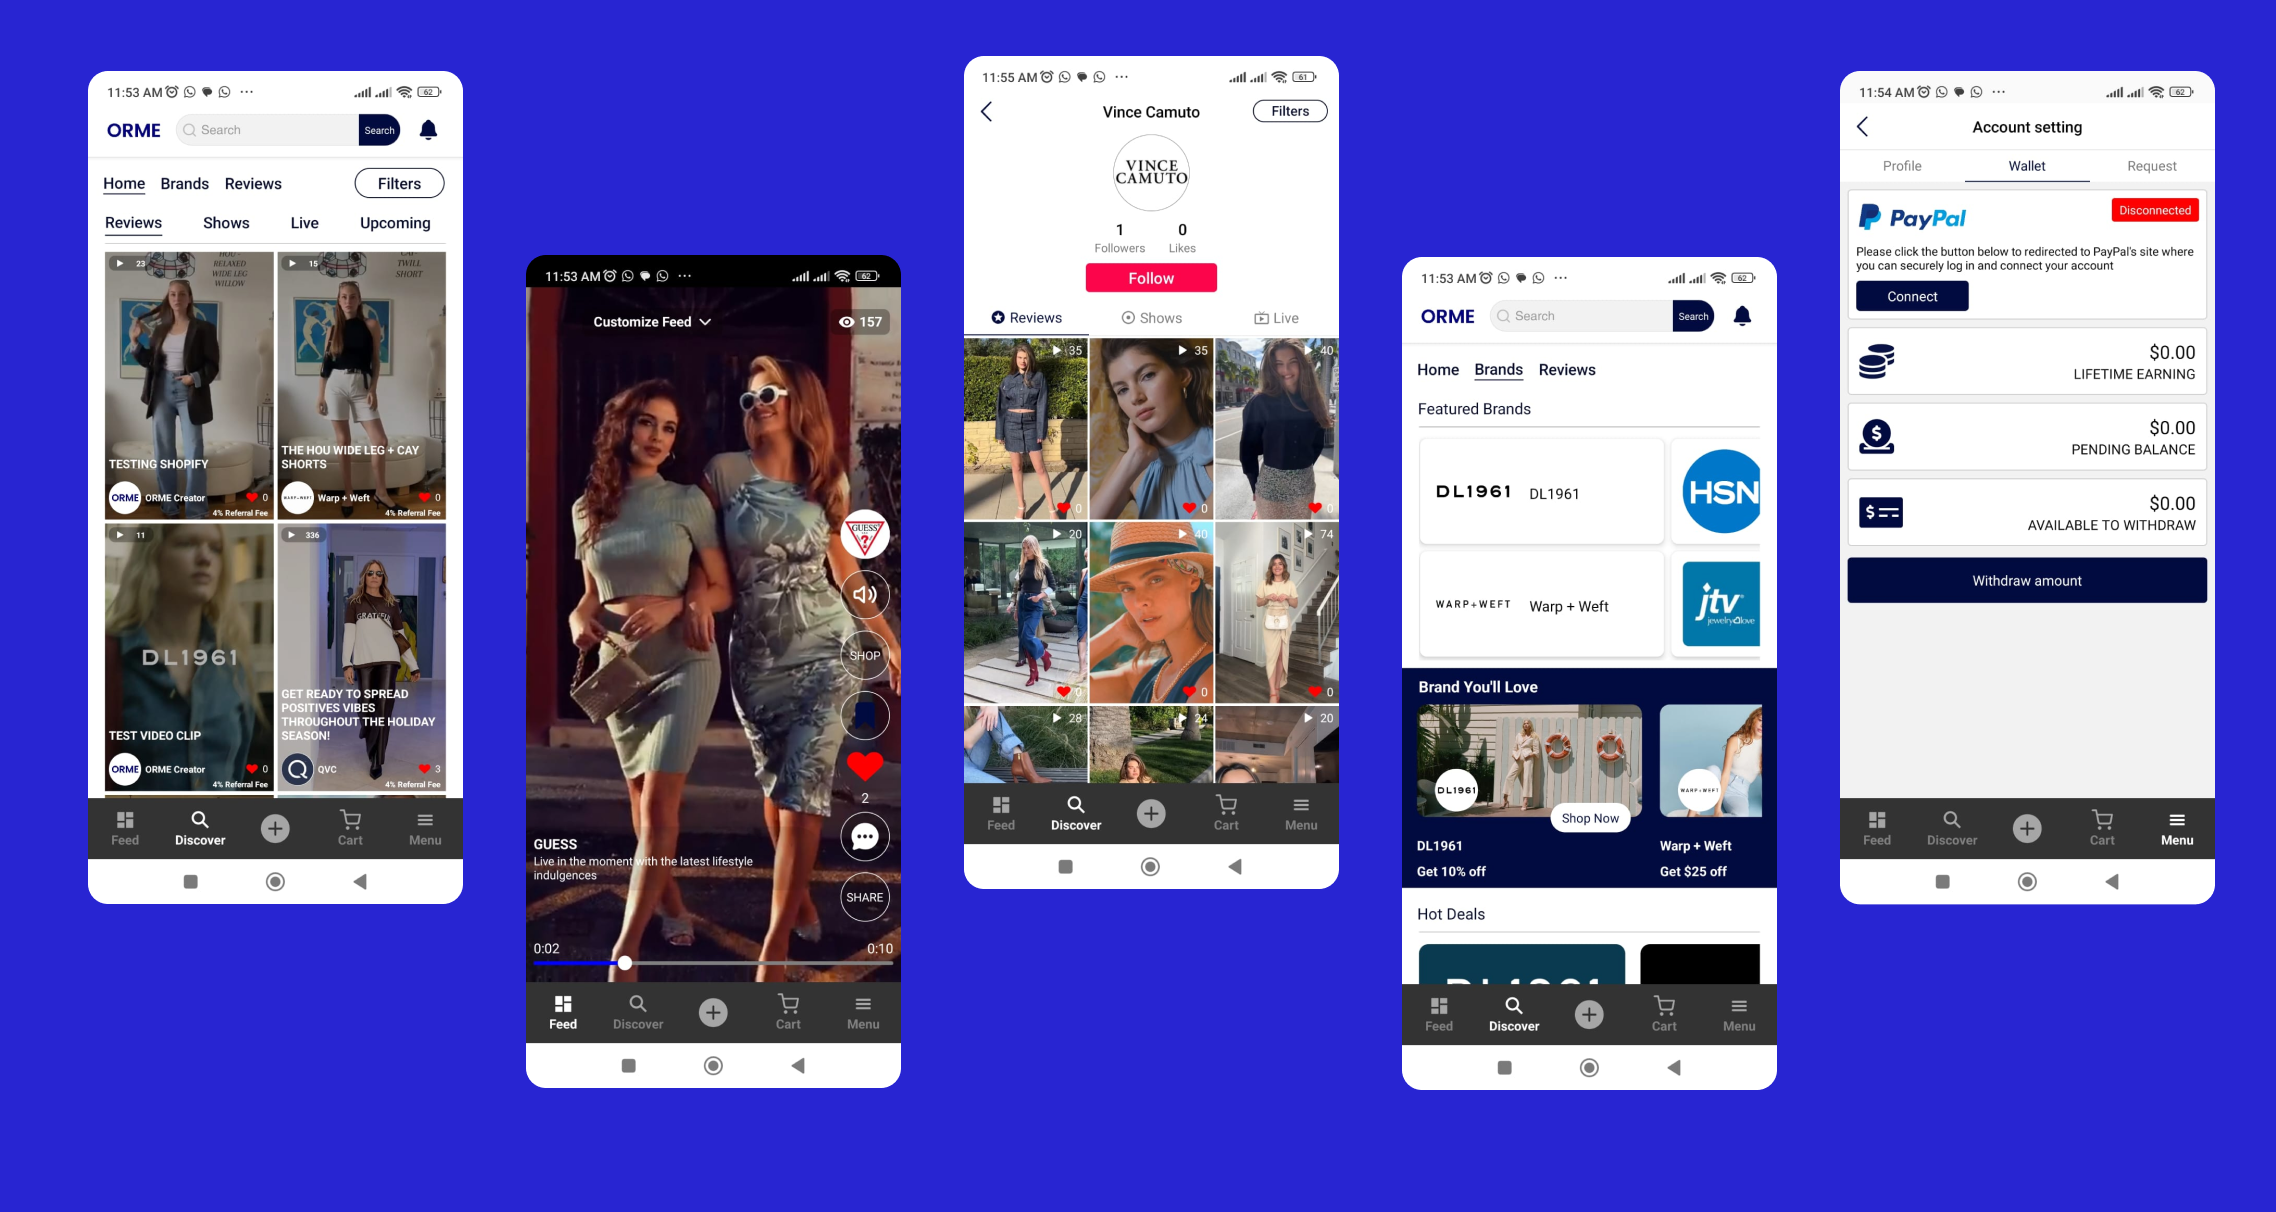 11:53 AM
62
ORME
Search
Search
Home Brands Reviews
Filters
Reviews Shows Live Upcoming
23
HOU -
RELAXED
WIDE LEG
WILLOW
TESTING SHOPIFY
ORME ORME Creator 0
4% Referral Fee
15
TWILL
SHORT
THE HOU WIDE LEG + CAY
SHORTS
WARP+WEFT Warp + Weft 0
4% Referral Fee
11
DL1961
TEST VIDEO CLIP
ORME ORME Creator 0
4% Referral Fee
336
GRATEFUL
GET READY TO SPREAD
POSITIVES VIBES
THROUGHOUT THE HOLIDAY
SEASON!
Q QVC 3
4% Referral Fee
Feed Discover Cart Menu
11:53 AM
62
Customize Feed
157
GUESS
?
SHOP
2
SHARE
GUESS
Live in the moment with the latest lifestyle
indulgences
0:02 0:10
Feed Discover Cart Menu
11:55 AM
61
Vince Camuto
Filters
VINCE
CAMUTO
1 0
Followers Likes
Follow
Reviews Shows Live
35 35 40
0 0 0
20 40 74
0 0 0
28 24 20
Feed Discover Cart Menu
11:53 AM
62
ORME
Search
Search
Home Brands Reviews
Featured Brands
DL1961 DL1961
HSN
WARP+WEFT Warp + Weft
jtv
jewelry love
Brand You'll Love
DL1961
WARP+WEFT
Shop Now
DL1961 Warp + Weft
Get 10% off Get $25 off
Hot Deals
DL1961
Feed Discover Cart Menu
11:54 AM
62
Account setting
Profile Wallet Request
PayPal
Disconnected
Please click the button below to redirected to PayPal's site where
you can securely log in and connect your account
Connect
$0.00
LIFETIME EARNING
$0.00
PENDING BALANCE
$0.00
AVAILABLE TO WITHDRAW
Withdraw amount
Feed Discover Cart Menu